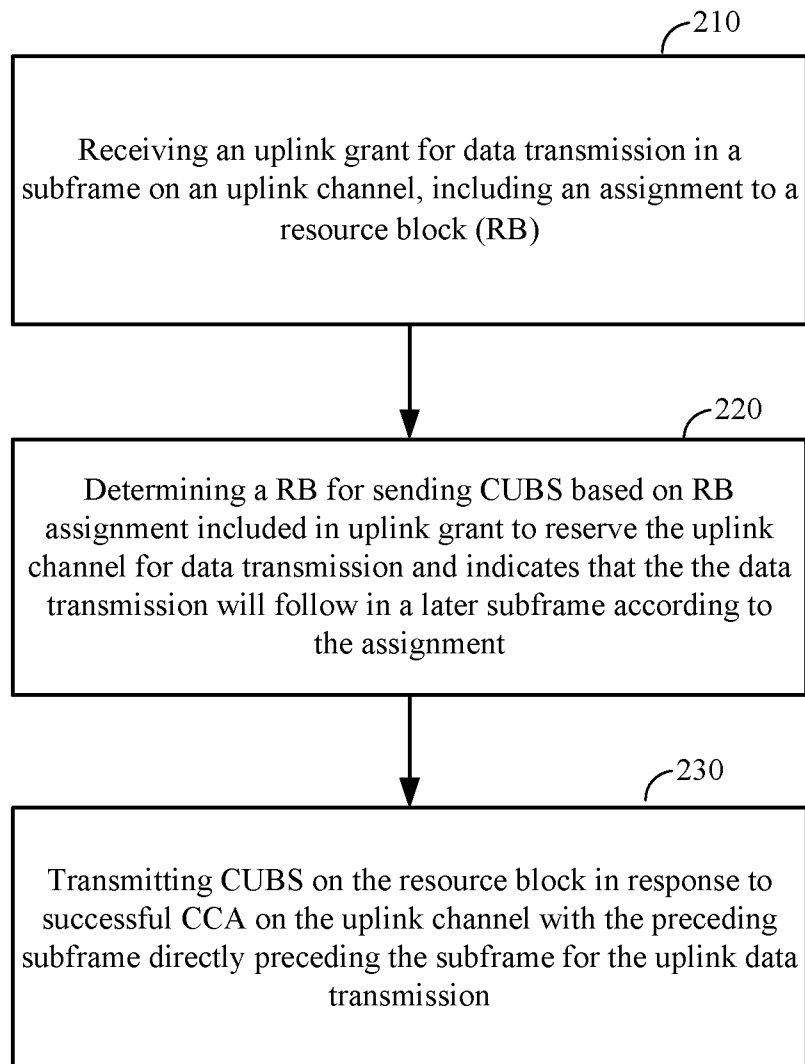 210
Receiving an uplink grant for data transmission in a
subframe on an uplink channel, including an assignment to a
resource block (RB)
220
Determining a RB for sending CUBS based on RB
assignment included in uplink grant to reserve the uplink
channel for data transmission and indicates that the the data
transmission will follow in a later subframe according to
the assignment
230
Transmitting CUBS on the resource block in response to
successful CCA on the uplink channel with the preceding
subframe directly preceding the subframe for the uplink data
transmission